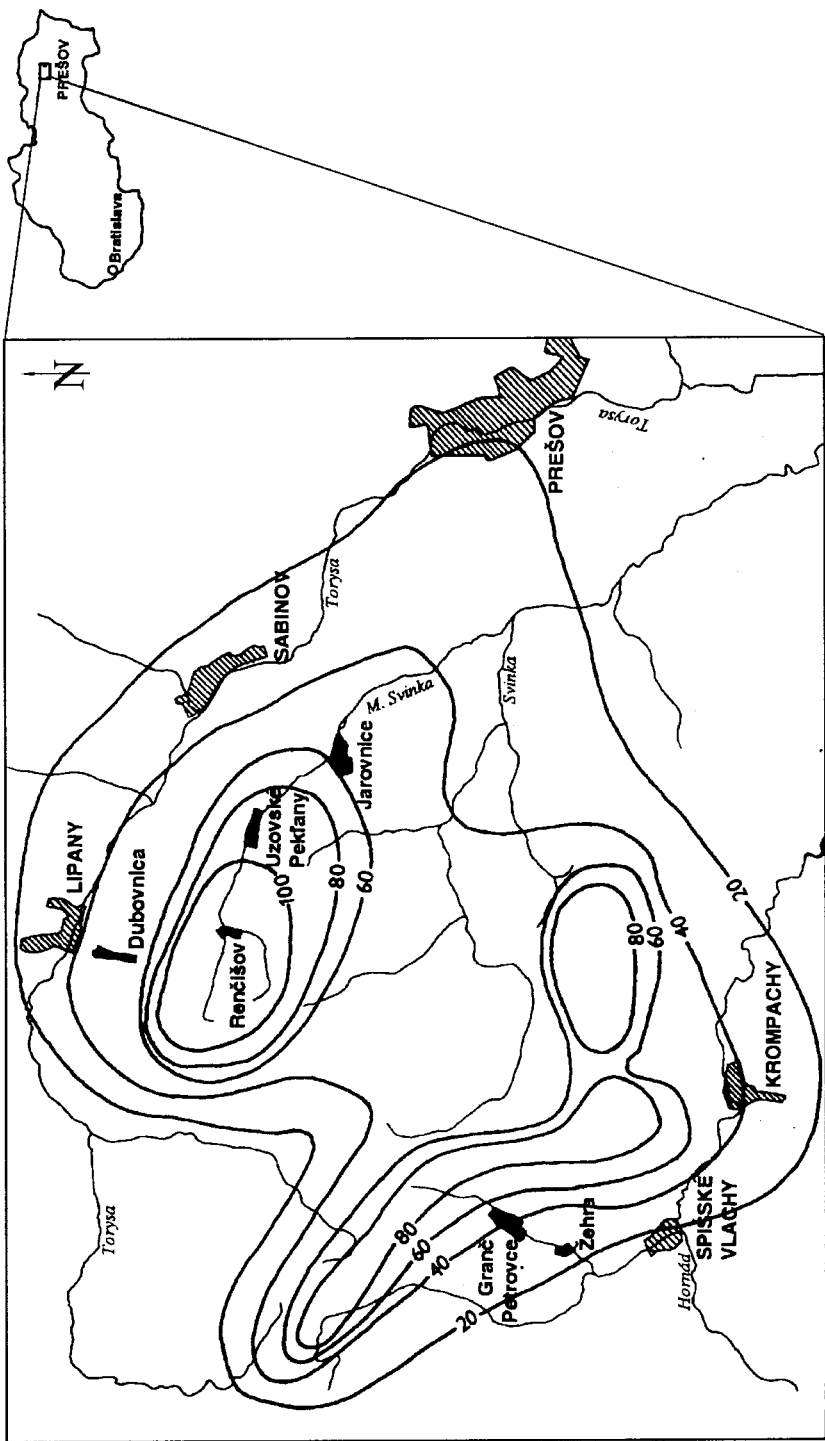 PREŠOV
Bratislava
N
LIPANY
Dubovnica
SABINOV
Torysa
Torysa
Renčišov
Uzovské
Pekľany
Jarovnice
M. Svinka
Svinka
PREŠOV
Torysa
100
80
60
80
60
40
20
80
60
40
20
Granč
Petrovce
Žehra
SPIŠSKÉ
VLACHY
Hornád
KROMPACHY